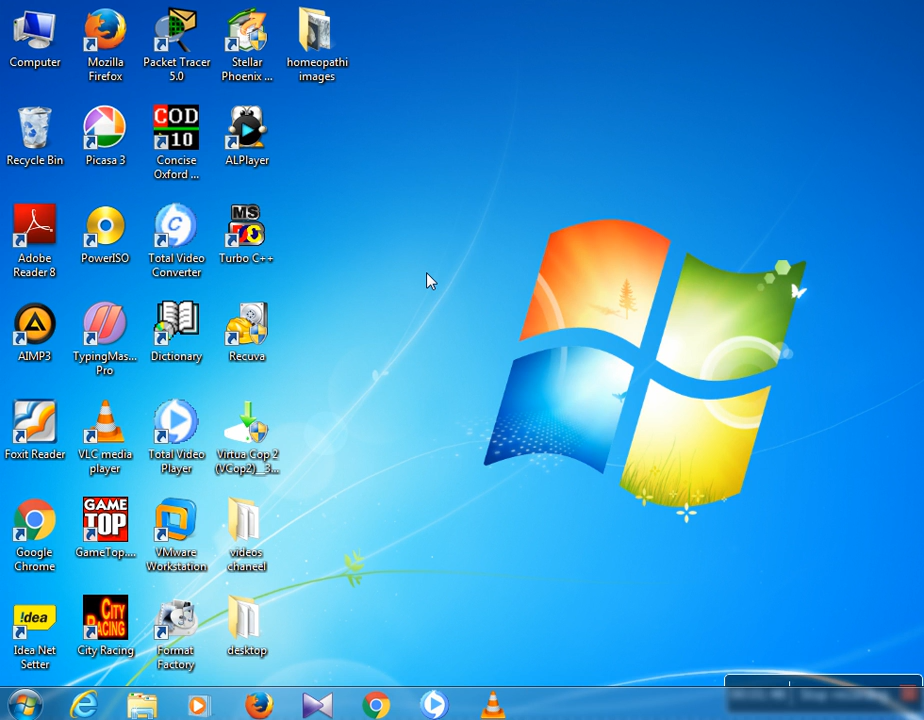 Computer
Mozilla
Firefox
Packet Tracer
5.0
Stellar
Phoenix ...
homeopathi
images
Recycle Bin
Picasa 3
COD
10
Concise
Oxford ...
ALPlayer
Adobe
Reader 8
PowerISO
Total Video
Converter
MS
Turbo C++
AIMP3
TypingMas...
Pro
Dictionary
Recuva
Foxit Reader
VLC media
player
Total Video
Player
Virtua Cop 2
(VCop2)__3...
Google
Chrome
GAME
TOP
GameTop....
VMware
Workstation
videos
chaneel
!dea
Idea Net
Setter
CITY
RACING
City Racing
Format
Factory
desktop